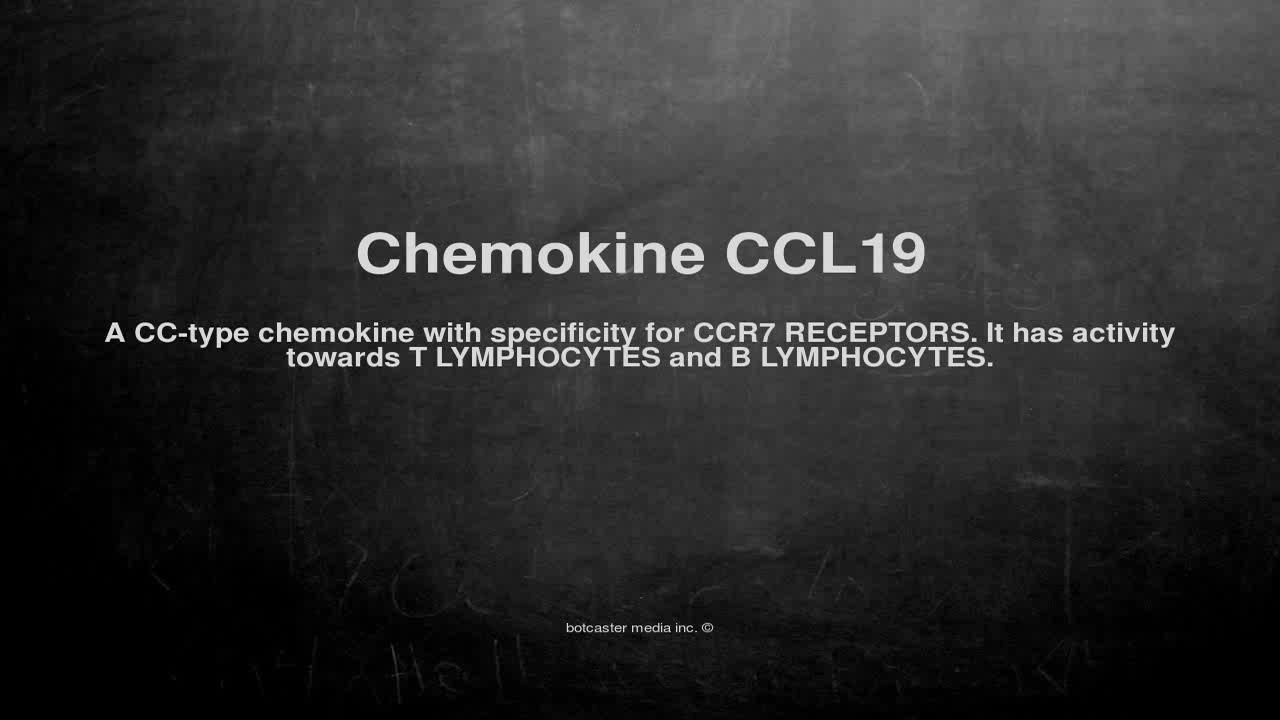 Chemokine CCL19
A CC-type chemokine with specificity for CCR7 RECEPTORS. It has activity
towards T LYMPHOCYTES and B LYMPHOCYTES.
botcaster media inc. ©